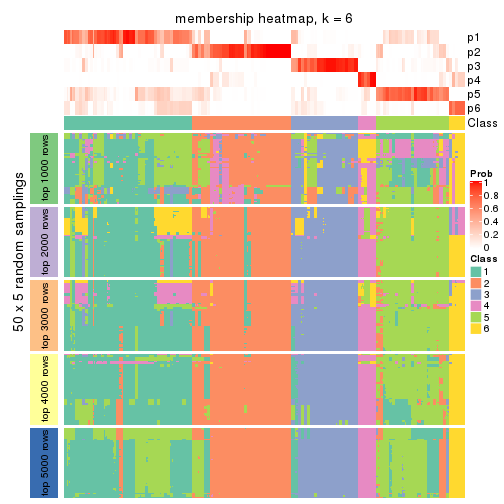 membership heatmap, k = 6
p1
p2
p3
p4
p5
p6
Class
50 x 5 random samplings
top 1000 rows
top 2000 rows
top 3000 rows
top 4000 rows
top 5000 rows
Prob
1
0.8
0.6
0.4
0.2
0
Class
1
2
3
4
5
6